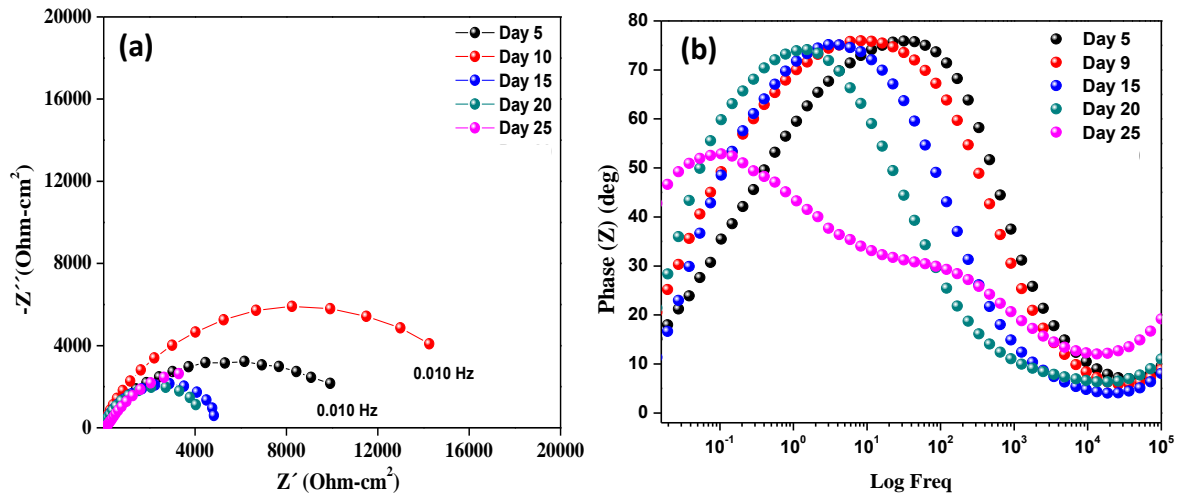 (a)
20000
16000
12000
8000
4000
0
-Z´´(Ohm-cm²)
Day 5
Day 10
Day 15
Day 20
Day 25
0.010 Hz
0.010 Hz
4000 8000 12000 16000 20000
Z´ (Ohm-cm²)
(b)
80
70
60
50
40
30
20
10
0
Phase (Z) (deg)
Day 5
Day 9
Day 15
Day 20
Day 25
10⁻¹ 10⁰ 10¹ 10² 10³ 10⁴ 10⁵
Log Freq